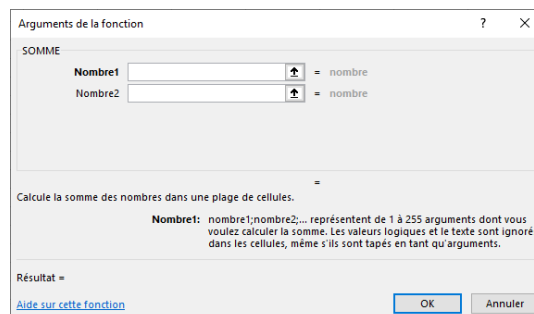 Arguments de la fonction ? ×
SOMME
Nombre1 = nombre
Nombre2 = nombre
=
Calcule la somme des nombres dans une plage de cellules.
Nombre1: nombre1;nombre2;... représentent de 1 à 255 arguments dont vous
voulez calculer la somme. Les valeurs logiques et le texte sont ignoré
dans les cellules, même s'ils sont tapés en tant qu'arguments.
Résultat =
Aide sur cette fonction OK Annuler